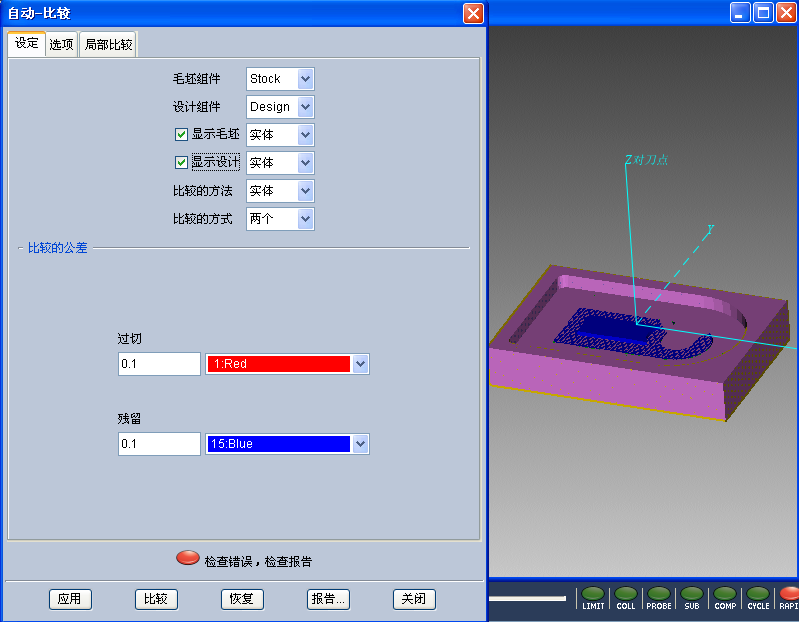 自动-比较
设定 选项 局部比较
毛坯组件 Stock
设计组件 Design
显示毛坯 实体
显示设计 实体
比较的方法 实体
比较的方式 两个
比较的公差
过切
0.1 1:Red
残留
0.1 15:Blue
检查错误，检查报告
应用 比较 恢复 报告... 关闭
Z对刀点
Y
LIMIT COLL PROBE SUB COMP CYCLE RAPI